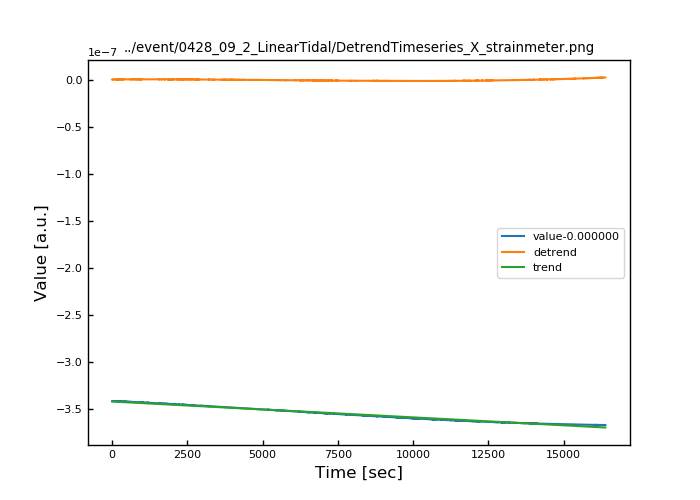 ../event/0428_09_2_LinearTidal/DetrendTimeseries_X_strainmeter.png
1e−7
0.0
−0.5
−1.0
−1.5
−2.0
−2.5
−3.0
−3.5
Value [a.u.]
value-0.000000
detrend
trend
0 2500 5000 7500 10000 12500 15000
Time [sec]